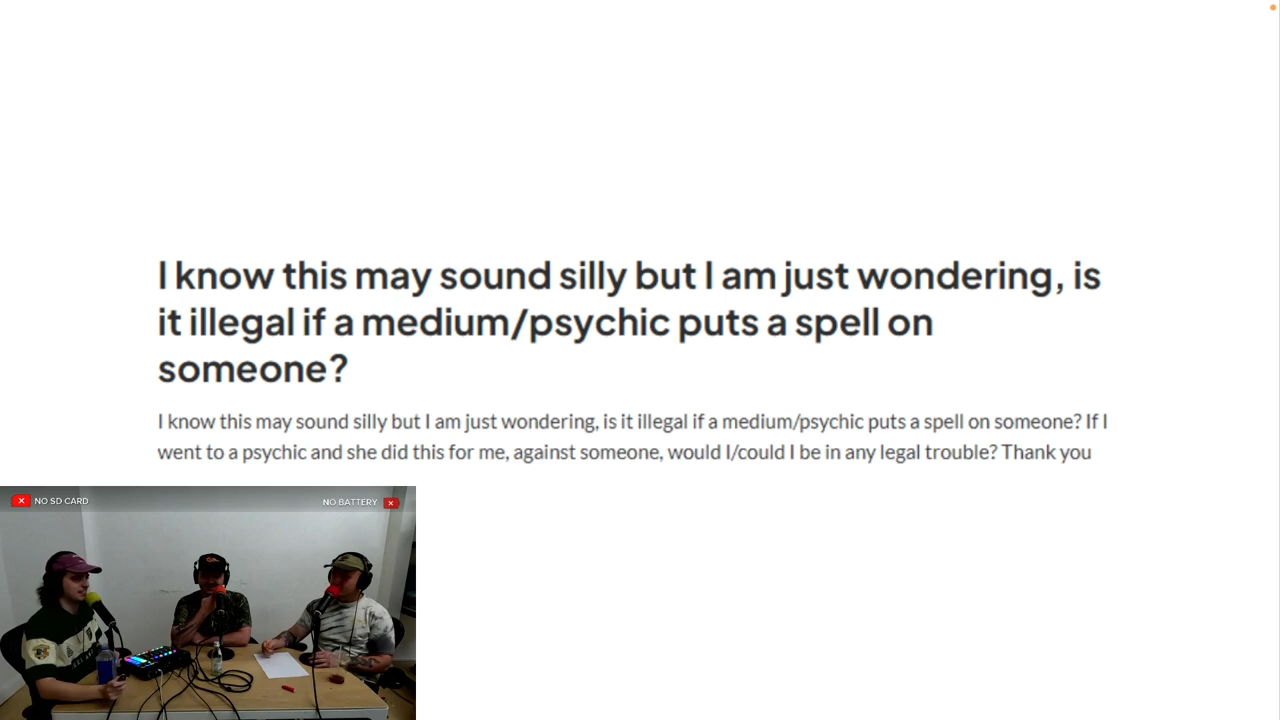 I know this may sound silly but I am just wondering, is
it illegal if a medium/psychic puts a spell on
someone?
I know this may sound silly but I am just wondering, is it illegal if a medium/psychic puts a spell on someone? If I
went to a psychic and she did this for me, against someone, would I/could I be in any legal trouble? Thank you
NO SD CARD
NO BATTERY